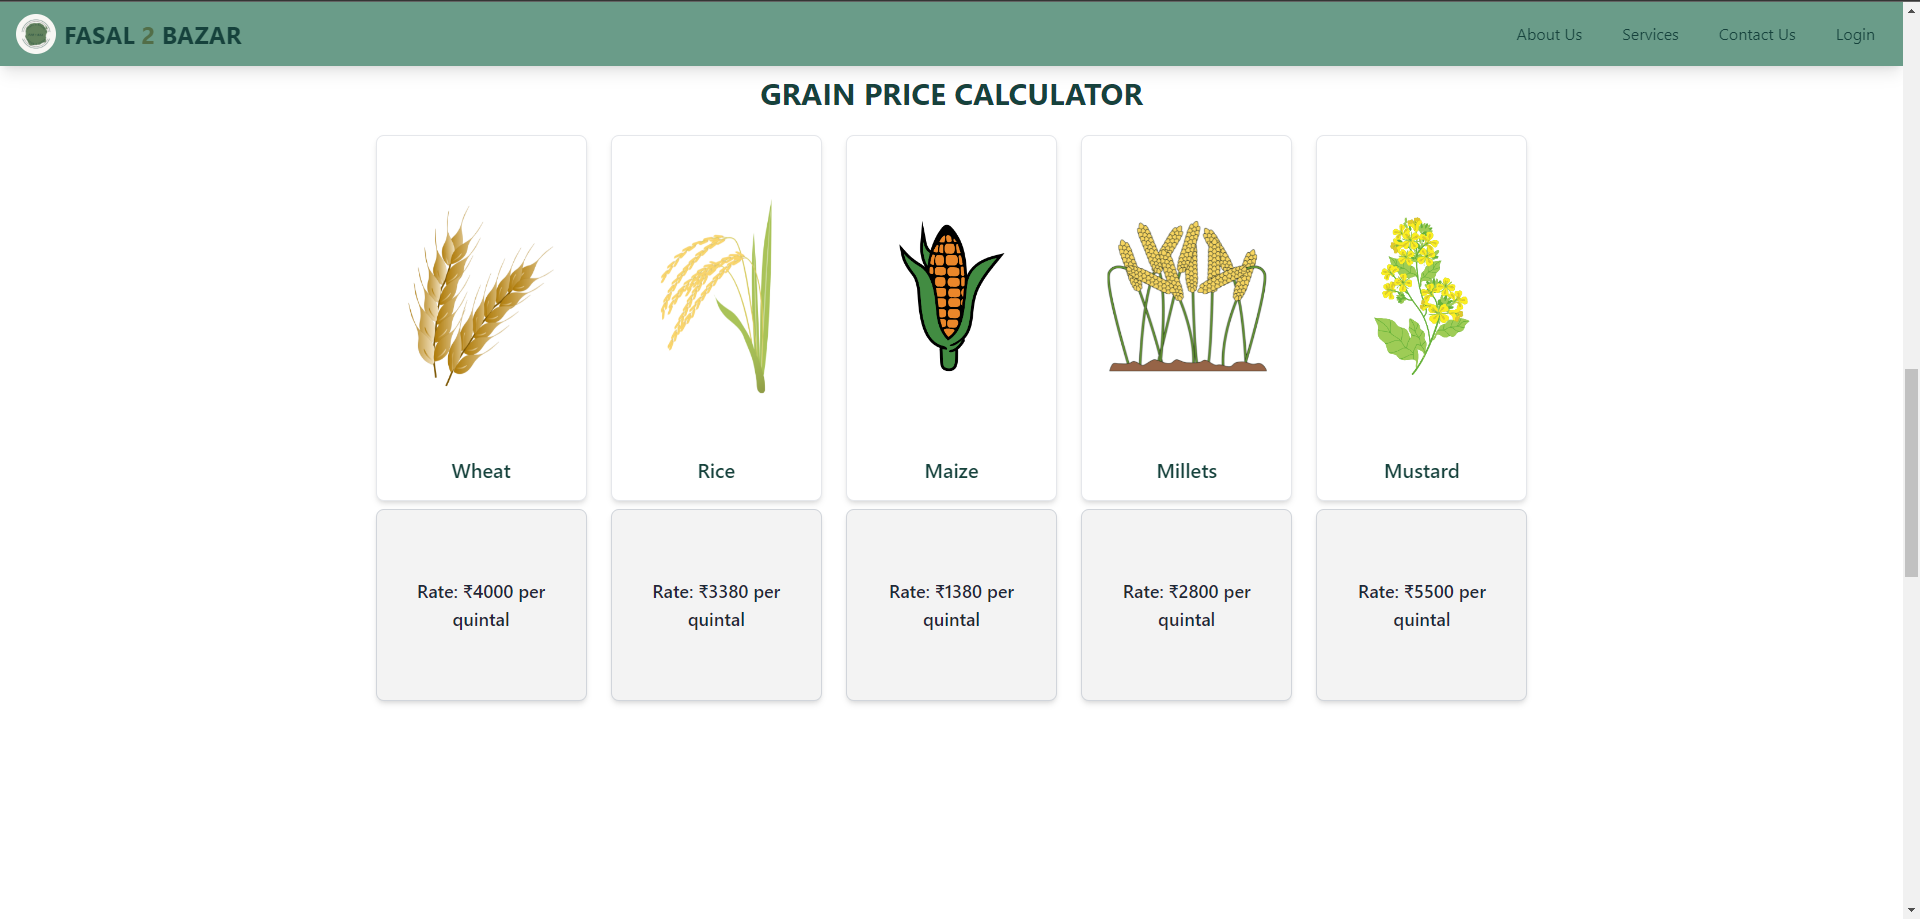 FASAL 2 BAZAR
About Us
Services
Contact Us
Login
GRAIN PRICE CALCULATOR
Wheat
Rice
Maize
Millets
Mustard
Rate: ₹4000 per
quintal
Rate: ₹3380 per
quintal
Rate: ₹1380 per
quintal
Rate: ₹2800 per
quintal
Rate: ₹5500 per
quintal